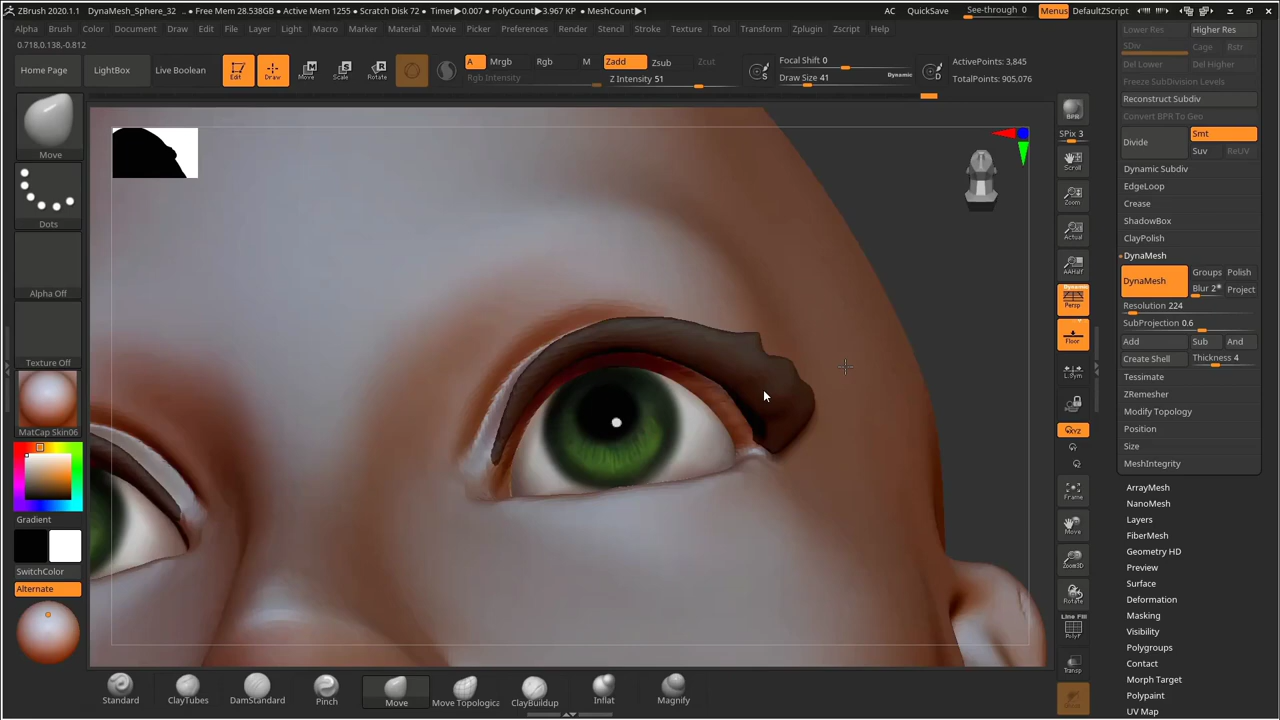 ZBrush 2020.1.1 DynaMesh_Sphere_32 .. • Free Mem 28.538GB • Active Mem 1255 • Scratch Disk 72 • Timer▶0.007 • PolyCount▶3.967 KP • MeshCount▶1 AC QuickSave See-through 0 Menus DefaultZScript
Alpha Brush Color Document Draw Edit File Layer Light Macro Marker Material Movie Picker Preferences Render Stencil Stroke Texture Tool Transform Zplugin Zscript Help
0.718,0.138,-0.812
Home Page LightBox Live Boolean Edit Draw Move Scale Rotate
A Mrgb Rgb M Zadd Zsub Zcut
Rgb Intensity Z Intensity 51
Focal Shift 0
Draw Size 41 Dynamic
S D
ActivePoints: 3,845
TotalPoints: 905,076
Move
Dots
Alpha Off
Texture Off
MatCap Skin06
Gradient
SwitchColor
Alternate
BPR
SPix 3
Scroll
Zoom
Actual
AAHalf
Dynamic
Persp
Floor
L.Sym
XYZ
Frame
Move
Zoom3D
Rotate
Line Fill
PolyF
Transp
Lower Res Higher Res
SDiv Cage Rstr
Del Lower Del Higher
Freeze SubDivision Levels
Reconstruct Subdiv
Convert BPR To Geo
Divide Smt
Suv ReUV
Dynamic Subdiv
EdgeLoop
Crease
ShadowBox
ClayPolish
DynaMesh
DynaMesh Groups Polish
Blur 2 Project
Resolution 224
SubProjection 0.6
Add Sub And
Create Shell Thickness 4
Tessimate
ZRemesher
Modify Topology
Position
Size
MeshIntegrity
ArrayMesh
NanoMesh
Layers
FiberMesh
Geometry HD
Preview
Surface
Deformation
Masking
Visibility
Polygroups
Contact
Morph Target
Polypaint
UV Map
Standard ClayTubes DamStandard Pinch Move Move Topologica ClayBuildup Inflat Magnify